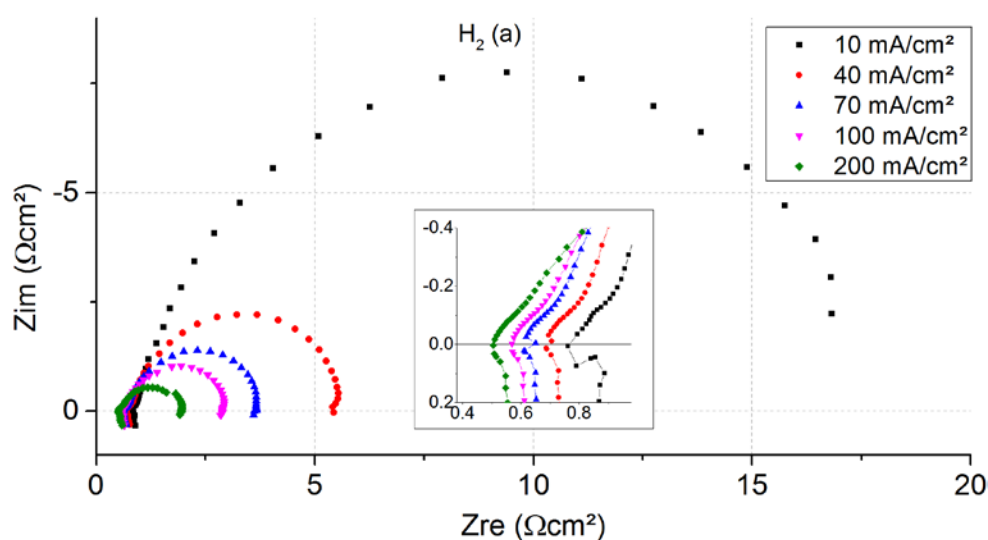 H₂ (a)
10 mA/cm²
40 mA/cm²
70 mA/cm²
100 mA/cm²
200 mA/cm²
Zim (Ωcm²)
-5
0
-0.4
-0.2
0.0
0.2
0.4 0.6 0.8
0 5 10 15 20
Zre (Ωcm²)